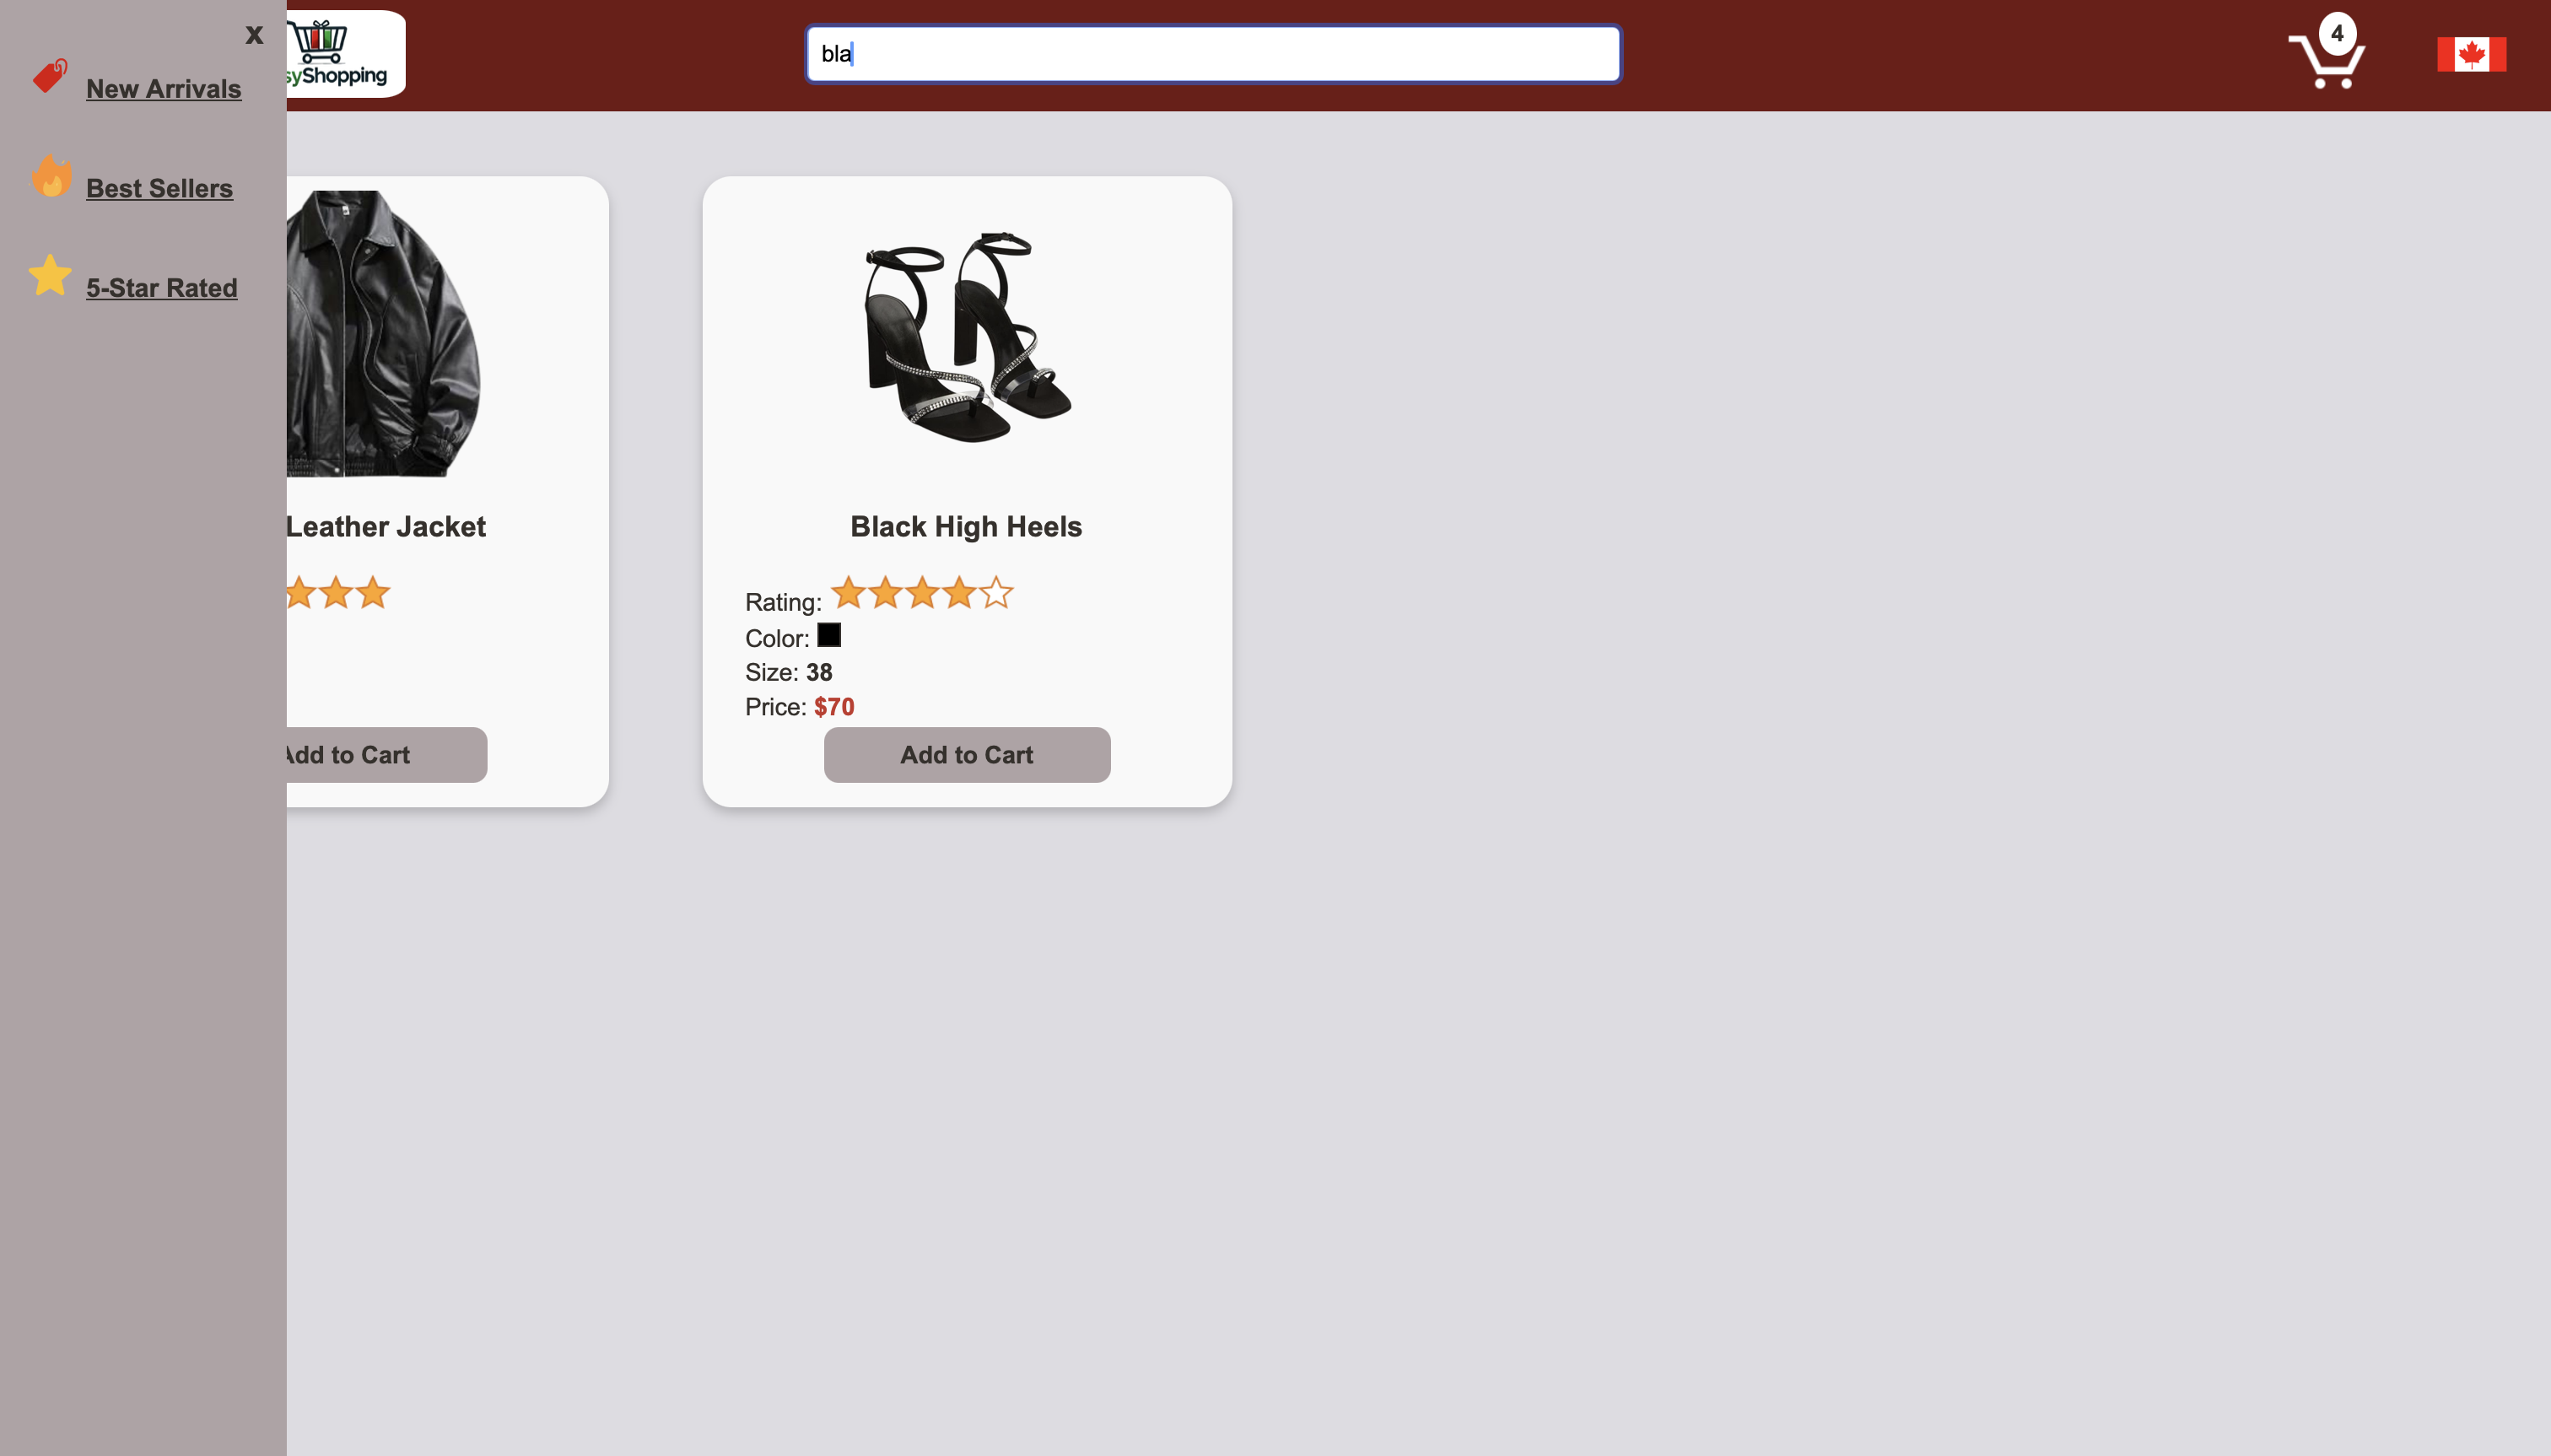 x
New Arrivals
Best Sellers
5-Star Rated
syShopping
bla
4
Leather Jacket
Add to Cart
Black High Heels
Rating:
Color:
Size: 38
Price: $70
Add to Cart